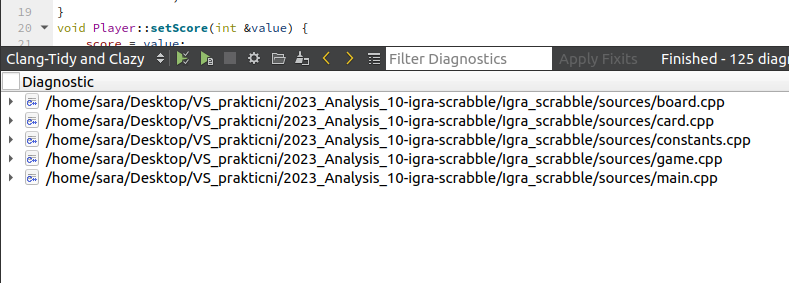 19 }
20 void Player::setScore(int &value) {
21 score = value;
Clang-Tidy and Clazy Filter Diagnostics Apply Fixits Finished - 125 diag
Diagnostic
/home/sara/Desktop/VS_prakticni/2023_Analysis_10-igra-scrabble/Igra_scrabble/sources/board.cpp
/home/sara/Desktop/VS_prakticni/2023_Analysis_10-igra-scrabble/Igra_scrabble/sources/card.cpp
/home/sara/Desktop/VS_prakticni/2023_Analysis_10-igra-scrabble/Igra_scrabble/sources/constants.cpp
/home/sara/Desktop/VS_prakticni/2023_Analysis_10-igra-scrabble/Igra_scrabble/sources/game.cpp
/home/sara/Desktop/VS_prakticni/2023_Analysis_10-igra-scrabble/Igra_scrabble/sources/main.cpp